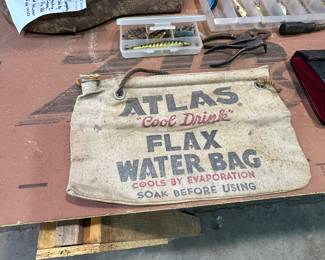 ATLAS
"Cool Drink"
FLAX
WATER BAG
COOLS BY EVAPORATION
SOAK BEFORE USING